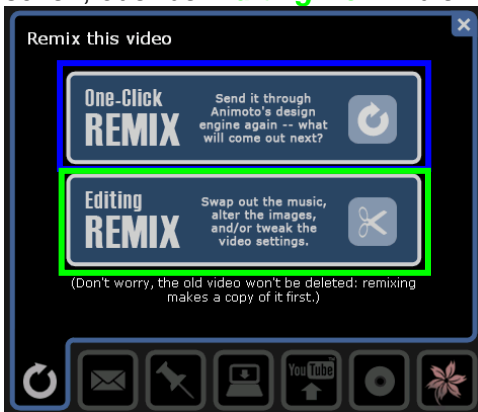 Remix this video
One-Click
REMIX
Send it through
Animoto's design
engine again -- what
will come out next?
Editing
REMIX
Swap out the music,
alter the images,
and/or tweak the
video settings.
(Don't worry, the old video won't be deleted: remixing
makes a copy of it first.)
You Tube